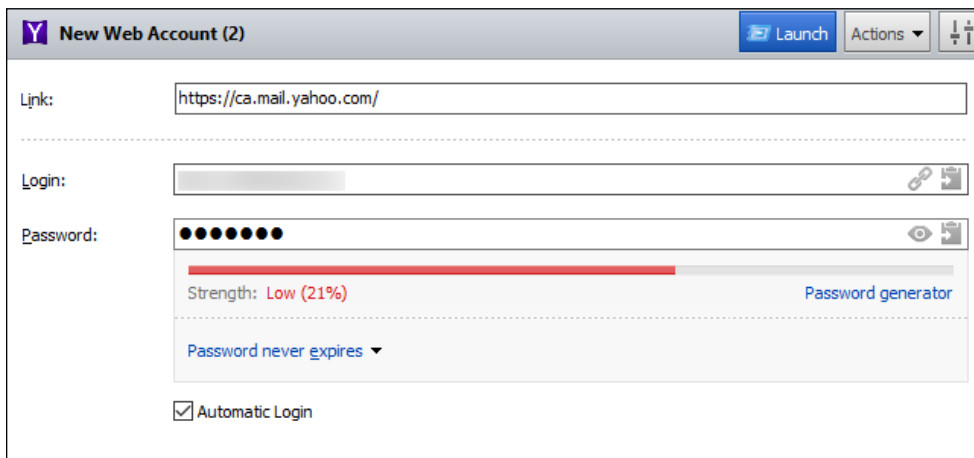 Y New Web Account (2) Launch Actions
Link: https://ca.mail.yahoo.com/
Login:
Password: ●●●●●●●
Strength: Low (21%) Password generator
Password never expires
Automatic Login